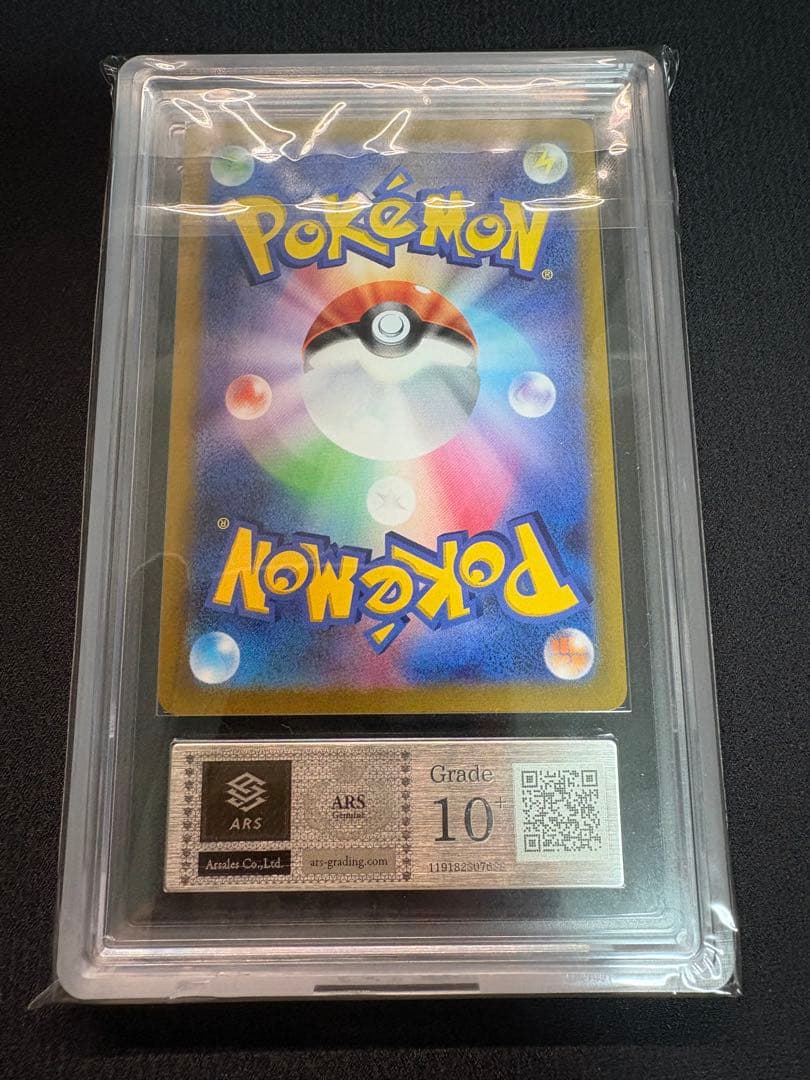 POKéMON
®
®
POKéMON
ARS
Arsales Co.,Ltd.
ARS
Genuine
ars-grading.com
Grade
10+